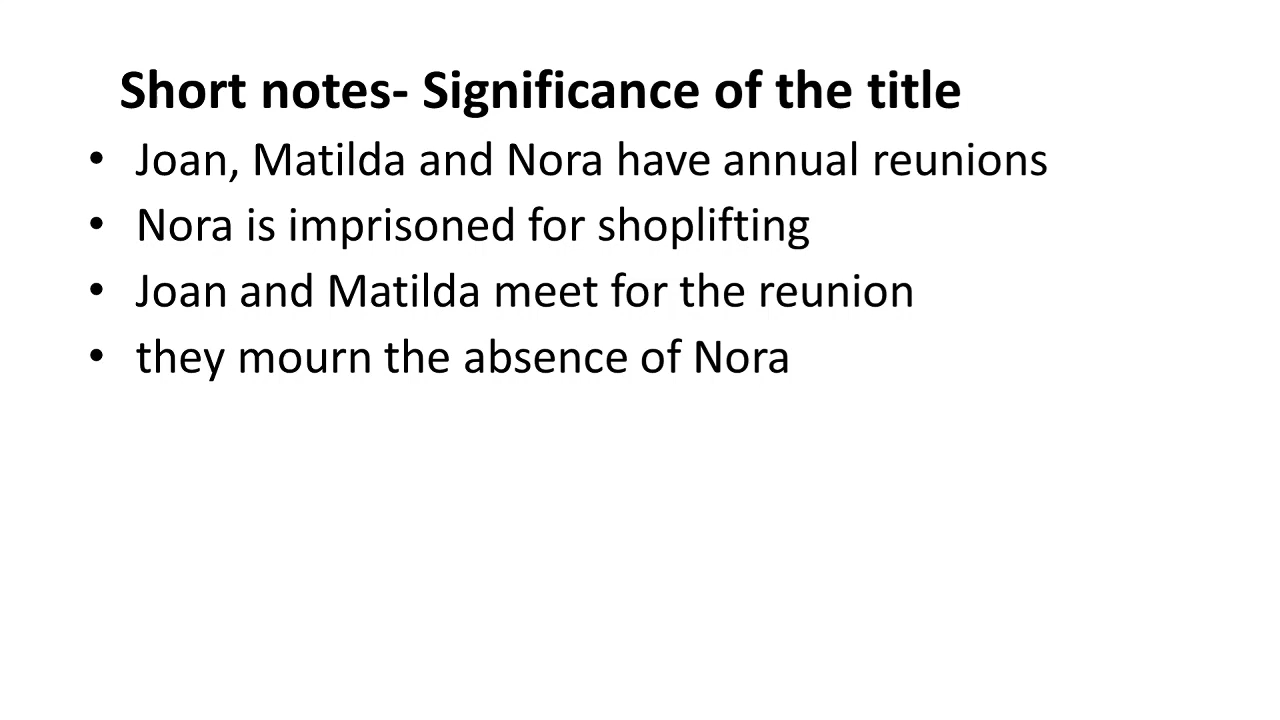 Short notes- Significance of the title
• Joan, Matilda and Nora have annual reunions
• Nora is imprisoned for shoplifting
• Joan and Matilda meet for the reunion
• they mourn the absence of Nora